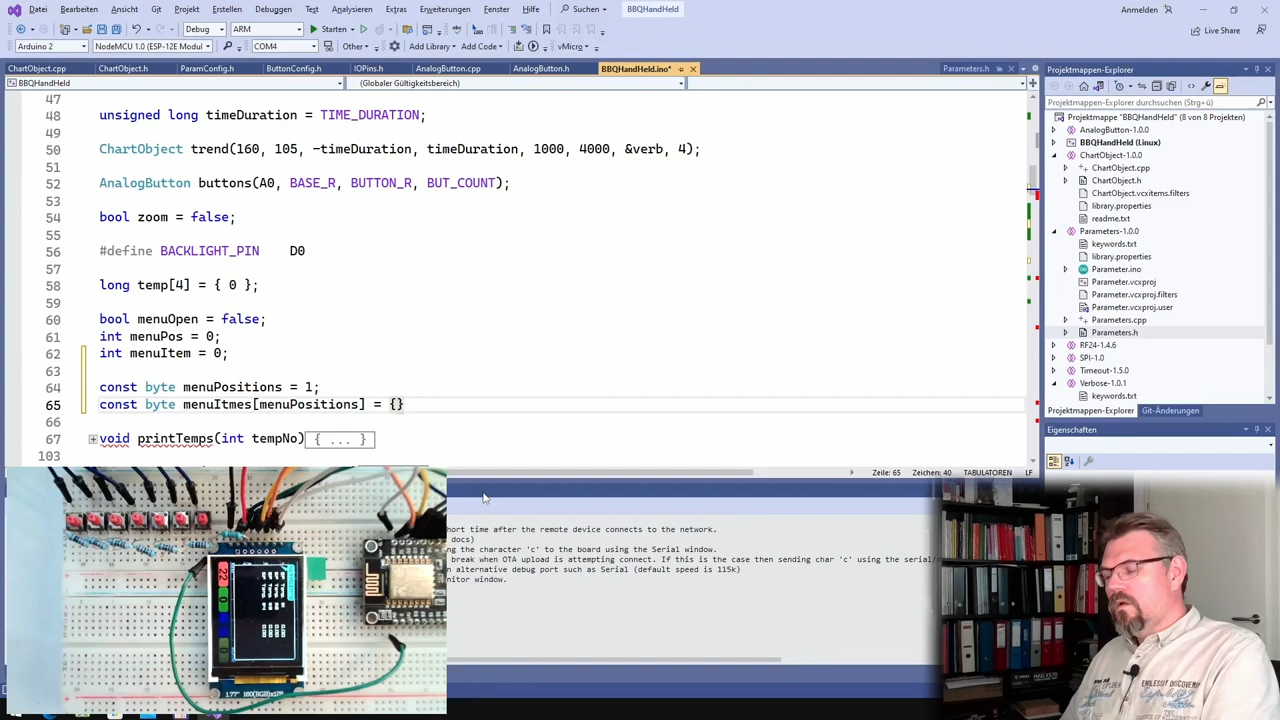 Datei Bearbeiten Ansicht Git Projekt Erstellen Debuggen Test Analysieren Extras Erweiterungen Fenster Hilfe Suchen BBQHandHeld Anmelden
Debug ARM Starten Live Share
Arduino 2 NodeMCU 1.0 (ESP-12E Modul) COM4 Other Add Library Add Code vMicro
ChartObject.cpp ChartObject.h ParamConfig.h ButtonConfig.h IOPins.h AnalogButton.cpp AnalogButton.h BBQHandHeld.ino* Parameters.h
BBQHandHeld (Globaler Gültigkeitsbereich)
47
48 unsigned long timeDuration = TIME_DURATION;
49
50 ChartObject trend(160, 105, -timeDuration, timeDuration, 1000, 4000, &verb, 4);
51
52 AnalogButton buttons(A0, BASE_R, BUTTON_R, BUT_COUNT);
53
54 bool zoom = false;
55
56 #define BACKLIGHT_PIN D0
57
58 long temp[4] = { 0 };
59
60 bool menuOpen = false;
61 int menuPos = 0;
62 int menuItem = 0;
63
64 const byte menuPositions = 1;
65 const byte menuItmes[menuPositions] = {}
66
67 void printTemps(int tempNo) { ... }
103
Zeile: 65 Zeichen: 40 TABULATOREN LF
Projektmappen-Explorer
Projektmappen-Explorer durchsuchen (Strg+ü)
Projektmappe "BBQHandHeld" (8 von 8 Projekten)
AnalogButton-1.0.0
BBQHandHeld (Linux)
ChartObject-1.0.0
ChartObject.cpp
ChartObject.h
ChartObject.vcxitems.filters
library.properties
readme.txt
Parameters-1.0.0
keywords.txt
library.properties
Parameter.ino
Parameter.vcxproj
Parameter.vcxproj.filters
Parameter.vcxproj.user
Parameters.cpp
Parameters.h
RF24-1.4.6
SPI-1.0
Timeout-1.5.0
Verbose-1.0.1
keywords.txt
Projektmappen-Explorer Git-Änderungen
Eigenschaften
ort time after the remote device connects to the network.
docs)
ng the character 'c' to the board using the Serial window.
break when OTA upload is attempting connect. If this is the case then sending char 'c' using the serial/
n alternative debug port such as Serial (default speed is 115k)
nitor window.